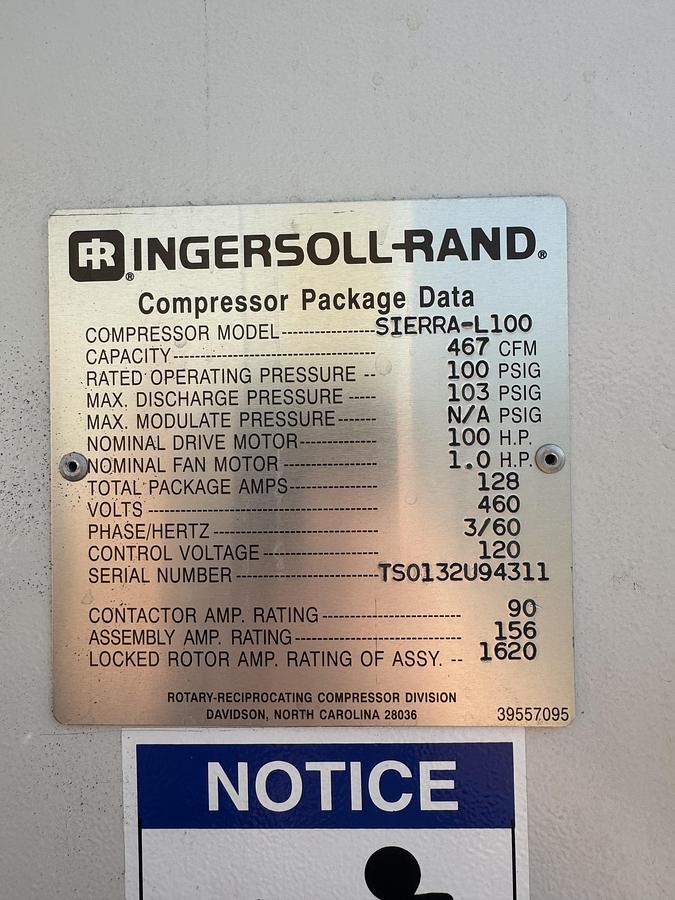 IR® INGERSOLL-RAND®
Compressor Package Data
COMPRESSOR MODEL---------------SIERRA-L100
CAPACITY-------------------------------- 467 CFM
RATED OPERATING PRESSURE -- 100 PSIG
MAX. DISCHARGE PRESSURE ----- 103 PSIG
MAX. MODULATE PRESSURE------- N/A PSIG
NOMINAL DRIVE MOTOR------------- 100 H.P.
NOMINAL FAN MOTOR --------------- 1.0 H.P.
TOTAL PACKAGE AMPS-------------- 128
VOLTS ------------------------------------- 460
PHASE/HERTZ -------------------------- 3/60
CONTROL VOLTAGE------------------- 120
SERIAL NUMBER -----------------------TS0132U94311
CONTACTOR AMP. RATING ---------------------- 90
ASSEMBLY AMP. RATING-------------------------- 156
LOCKED ROTOR AMP. RATING OF ASSY. -- 1620
ROTARY-RECIPROCATING COMPRESSOR DIVISION
DAVIDSON, NORTH CAROLINA 28036 39557095
NOTICE